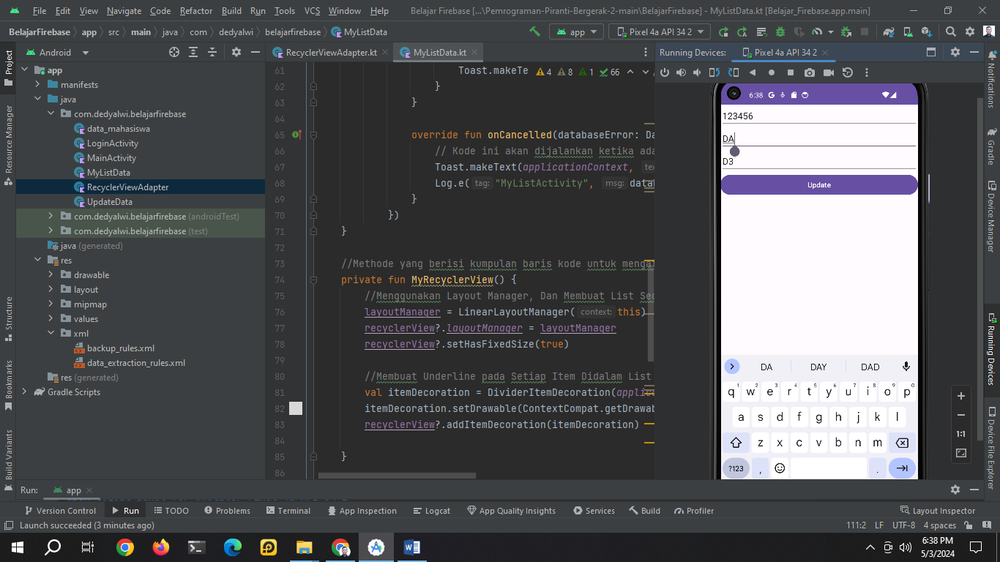 File Edit View Navigate Code Refactor Build Run Tools VCS Window Help Belajar Firebase [...\Pemrograman-Piranti-Bergerak-2-main\BelajarFirebase] - MyListData.kt [Belajar_Firebase.app.main]
BelajarFirebase app src main java com dedyalwi belajarfirebase MyListData app Pixel 4a API 34 2
Project
Resource Manager
Structure
Bookmarks
Build Variants
Android
app
manifests
java
com.dedyalwi.belajarfirebase
data_mahasiswa
LoginActivity
MainActivity
MyListData
RecyclerViewAdapter
UpdateData
com.dedyalwi.belajarfirebase (androidTest)
com.dedyalwi.belajarfirebase (test)
java (generated)
res
drawable
layout
mipmap
values
xml
backup_rules.xml
data_extraction_rules.xml
res (generated)
Gradle Scripts
RecyclerViewAdapter.kt MyListData.kt
4 8 1 66
61 Toast.makeTe
62 }
63 }
64
65 override fun onCancelled(databaseError: Da
66 // Kode ini akan dijalankan ketika ada
67 Toast.makeText(applicationContext, tex
68 Log.e( tag: "MyListActivity", msg: datab
69 }
70 })
71 }
72
73 //Methode yang berisi kumpulan baris kode untuk menga
74 private fun MyRecyclerView() {
75 //Menggunakan Layout Manager, Dan Membuat List Sec
76 layoutManager = LinearLayoutManager( context: this)
77 recyclerView?.layoutManager = layoutManager
78 recyclerView?.setHasFixedSize(true)
79
80 //Membuat Underline pada Setiap Item Didalam List
81 val itemDecoration = DividerItemDecoration(applic
82 itemDecoration.setDrawable(ContextCompat.getDrawab
83 recyclerView?.addItemDecoration(itemDecoration)
84
85 }
86
Running Devices: Pixel 4a API 34 2
6:38
123456
DA
D3
Update
DA DAY DAD
q1 w2 e3 r4 t5 y6 u7 i8 o9 p0
a s d f g h j k l
z x c v b n m
?123 , .
1:1
Notifications
Gradle
Device Manager
Running Devices
Device File Explorer
Run: app
Version Control Run TODO Problems Terminal App Inspection Logcat App Quality Insights Services Build Profiler Layout Inspector
Launch succeeded (3 minutes ago) 111:2 LF UTF-8 4 spaces
6:38 PM
5/3/2024